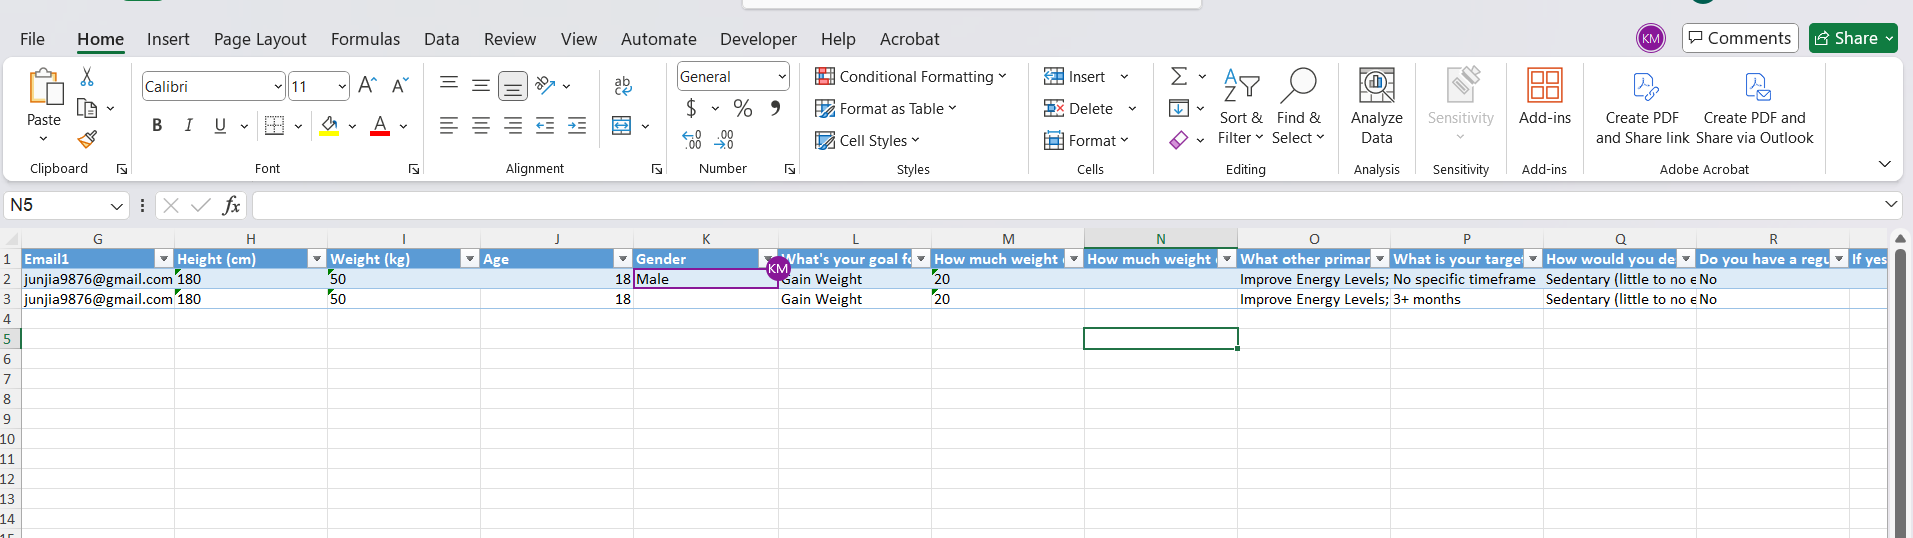 File Home Insert Page Layout Formulas Data Review View Automate Developer Help Acrobat KM Comments Share
Calibri 11 A A ab General Conditional Formatting Insert Σ A Z
Paste $ % Format as Table Delete Sort & Filter Find & Select Analyze Data Sensitivity Add-ins Create PDF and Share link Create PDF and Share via Outlook
B I U A Cell Styles Format
Clipboard Font Alignment Number Styles Cells Editing Analysis Sensitivity Add-ins Adobe Acrobat
N5 fx
G H I J K L M N O P Q R
1 Email1 Height (cm) Weight (kg) Age Gender What's your goal fo How much weight How much weight What other primar What is your target How would you de Do you have a regu If yes
2 junjia9876@gmail.com 180 50 18 Male KM Gain Weight 20 Improve Energy Levels; No specific timeframe Sedentary (little to no e No
3 junjia9876@gmail.com 180 50 18 Gain Weight 20 Improve Energy Levels; 3+ months Sedentary (little to no e No
4
5
6
7
8
9
10
11
12
13
14